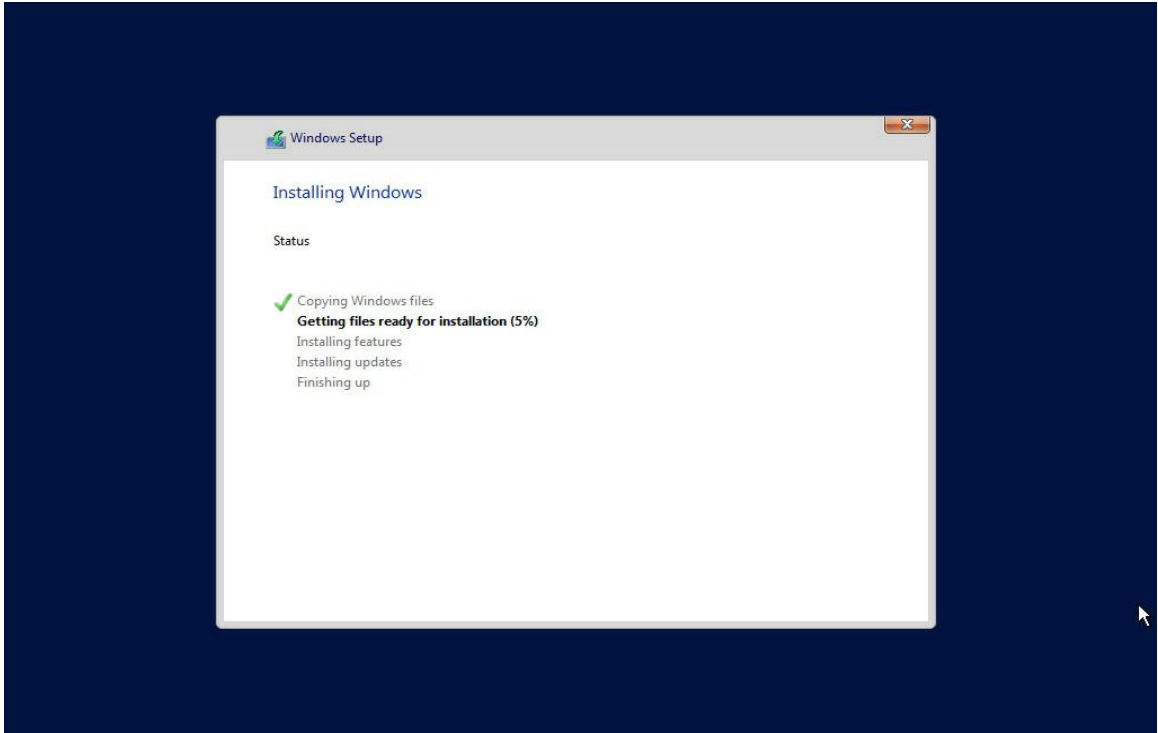 Windows Setup
Installing Windows
Status
Copying Windows files
Getting files ready for installation (5%)
Installing features
Installing updates
Finishing up